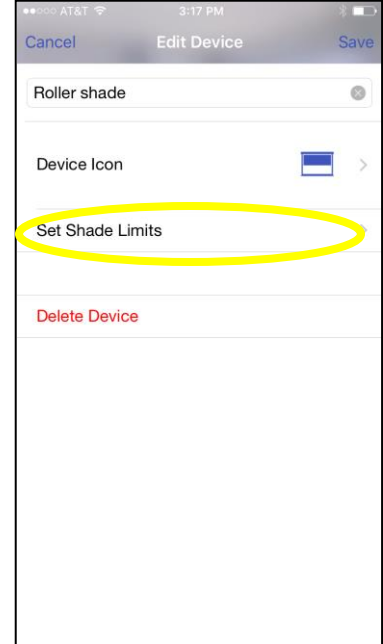 AT&T 3:17 PM
Cancel Edit Device Save
Roller shade
Device Icon
Set Shade Limits
Delete Device